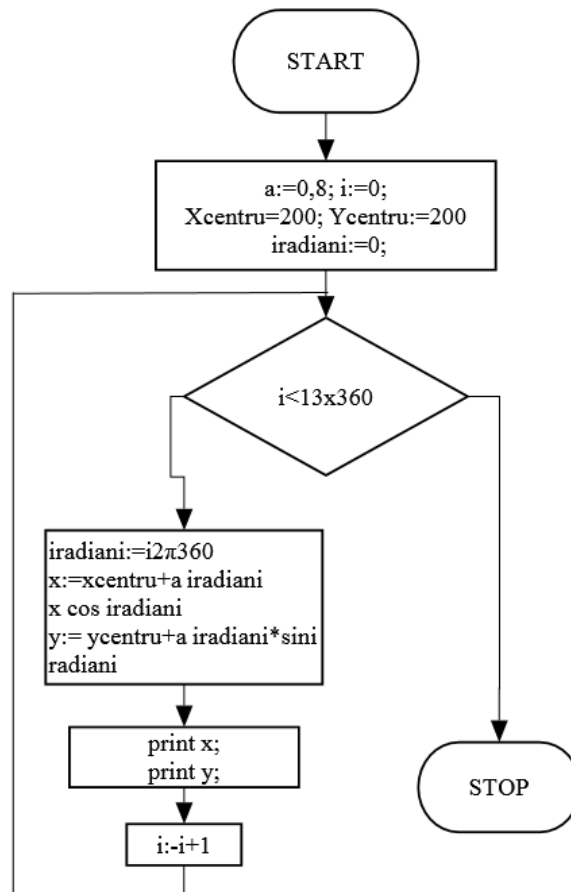 START
a:=0,8; i:=0;
Xcentru=200; Ycentru:=200
iradiani:=0;
i<13x360
iradiani:=i2π360
x:=xcentru+a iradiani
x cos iradiani
y:= ycentru+a iradiani*sini
radiani
print x;
print y;
i:-i+1
STOP